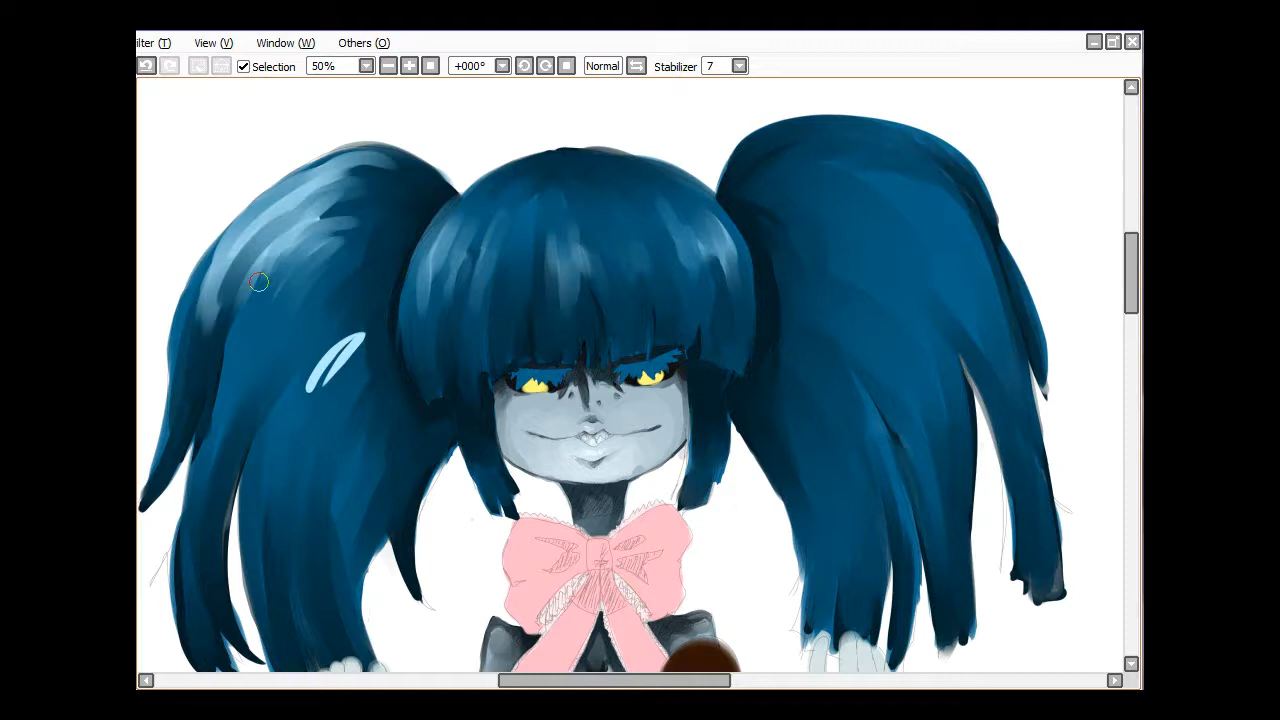 ilter (T) View (V) Window (W) Others (O)
Selection 50% +000° Normal Stabilizer 7